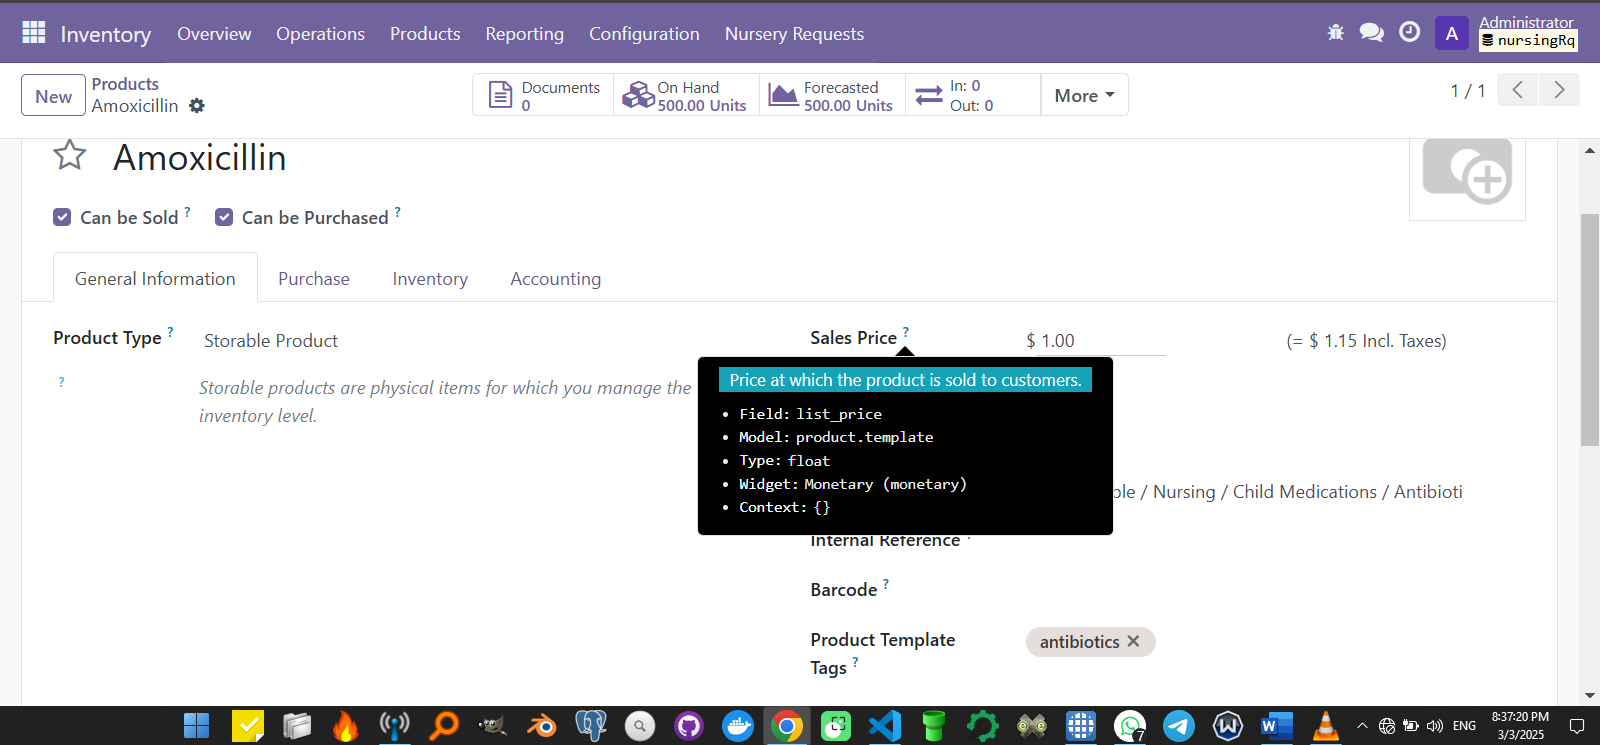 Inventory Overview Operations Products Reporting Configuration Nursery Requests
A Administrator
nursingRq
New Products
Amoxicillin
Documents
0
On Hand
500.00 Units
Forecasted
500.00 Units
In: 0
Out: 0
More
1 / 1
Amoxicillin
Can be Sold ? Can be Purchased ?
General Information Purchase Inventory Accounting
Product Type ? Storable Product
? Storable products are physical items for which you manage the
inventory level.
Sales Price ? $ 1.00 (= $ 1.15 Incl. Taxes)
Price at which the product is sold to customers.
• Field: list_price
• Model: product.template
• Type: float
• Widget: Monetary (monetary)
• Context: {}
/ Nursing / Child Medications / Antibioti
Internal Reference
Barcode ?
Product Template
Tags ?
antibiotics ✕
7
ENG
8:37:20 PM
3/3/2025